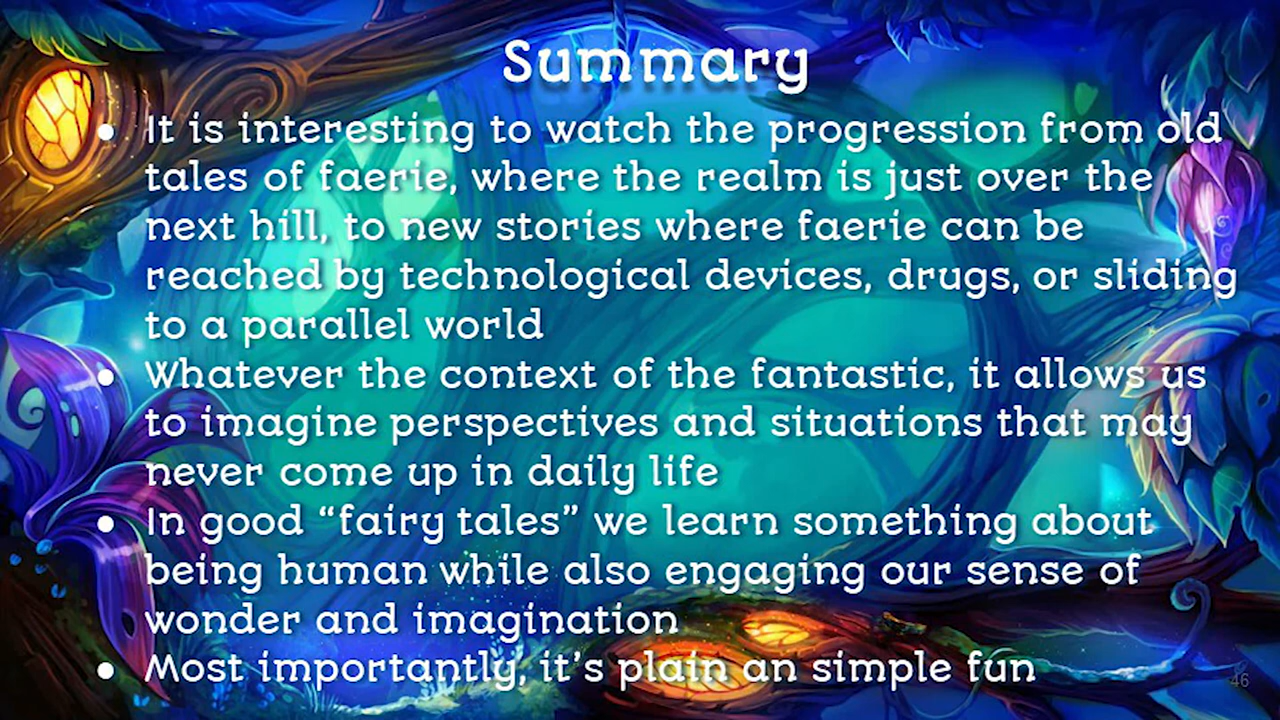 Summary
• It is interesting to watch the progression from old
tales of faerie, where the realm is just over the
next hill, to new stories where faerie can be
reached by technological devices, drugs, or sliding
to a parallel world
• Whatever the context of the fantastic, it allows us
to imagine perspectives and situations that may
never come up in daily life
• In good “fairy tales” we learn something about
being human while also engaging our sense of
wonder and imagination
• Most importantly, it’s plain an simple fun
46